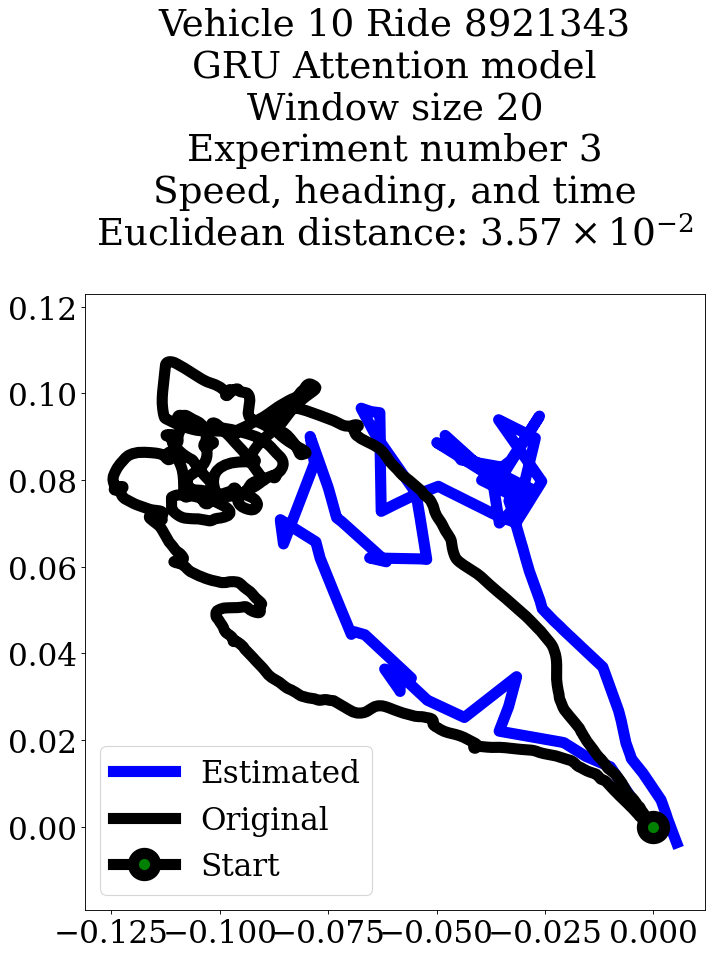 Vehicle 10 Ride 8921343
GRU Attention model
Window size 20
Experiment number 3
Speed, heading, and time
Euclidean distance: 3.57 × 10⁻²
0.12
0.10
0.08
0.06
0.04
0.02
0.00
Estimated
Original
Start
−0.125 −0.100 −0.075 −0.050 −0.025 0.000